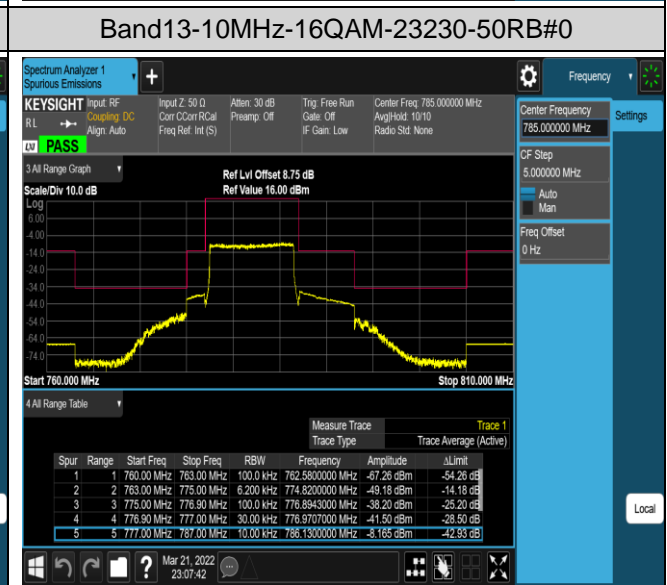 Band13-10MHz-16QAM-23230-50RB#0
Spectrum Analyzer 1
Spurious Emissions
+
Frequency
KEYSIGHT
RL
PASS
Input: RF
Coupling: DC
Align: Auto
Input Z: 50 Ω
Corr CCorr RCal
Freq Ref: Int (S)
Atten: 30 dB
Preamp: Off
Trig: Free Run
Gate: Off
IF Gain: Low
Center Freq: 785.000000 MHz
Avg|Hold: 10/10
Radio Std: None
Center Frequency
785.000000 MHz
Settings
CF Step
5.000000 MHz
Auto
Man
Freq Offset
0 Hz
3 All Range Graph
Ref Lvl Offset 8.75 dB
Scale/Div 10.0 dB
Ref Value 16.00 dBm
Log
6.00
-4.00
-14.0
-24.0
-34.0
-44.0
-54.0
-64.0
-74.0
Start 760.000 MHz
Stop 810.000 MHz
4 All Range Table
Measure Trace Trace 1
Trace Type Trace Average (Active)
Spur Range Start Freq Stop Freq RBW Frequency Amplitude ΔLimit
1 1 760.00 MHz 763.00 MHz 100.0 kHz 762.5800000 MHz -67.26 dBm -54.26 dB
2 2 763.00 MHz 775.00 MHz 6.200 kHz 774.8200000 MHz -49.18 dBm -14.18 dB
3 3 775.00 MHz 776.90 MHz 100.0 kHz 776.8943000 MHz -38.20 dBm -25.20 dB
4 4 776.90 MHz 777.00 MHz 30.00 kHz 776.9707000 MHz -41.50 dBm -28.50 dB
5 5 777.00 MHz 787.00 MHz 10.00 kHz 786.1300000 MHz -8.165 dBm -42.93 dB
Local
?
Mar 21, 2022
23:07:42